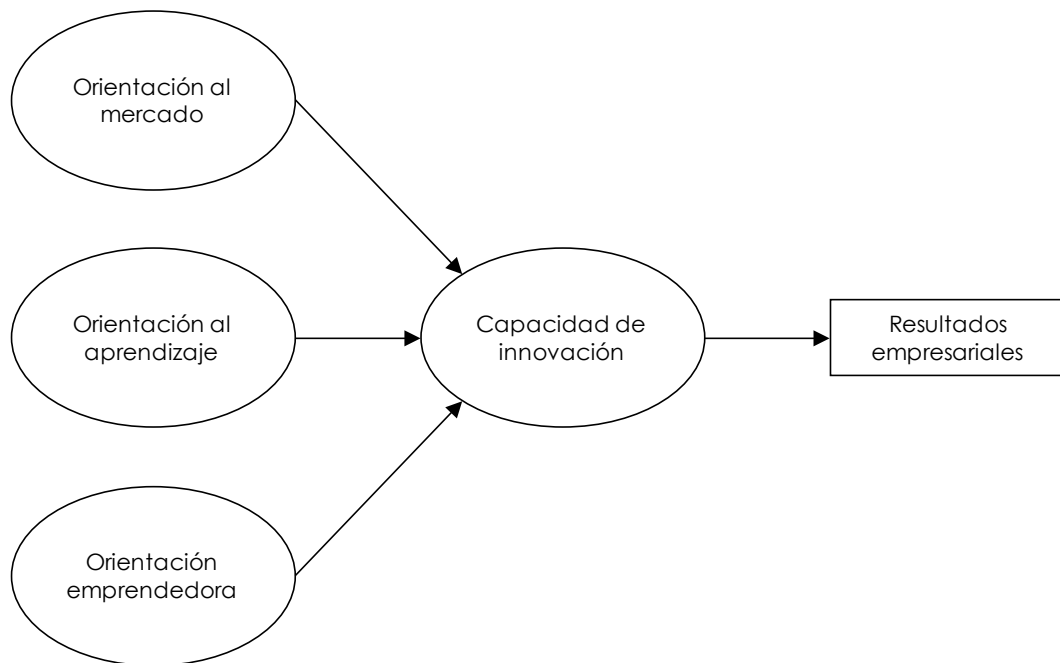 Orientación al
mercado
Orientación al
aprendizaje
Capacidad de
innovación
Resultados
empresariales
Orientación
emprendedora